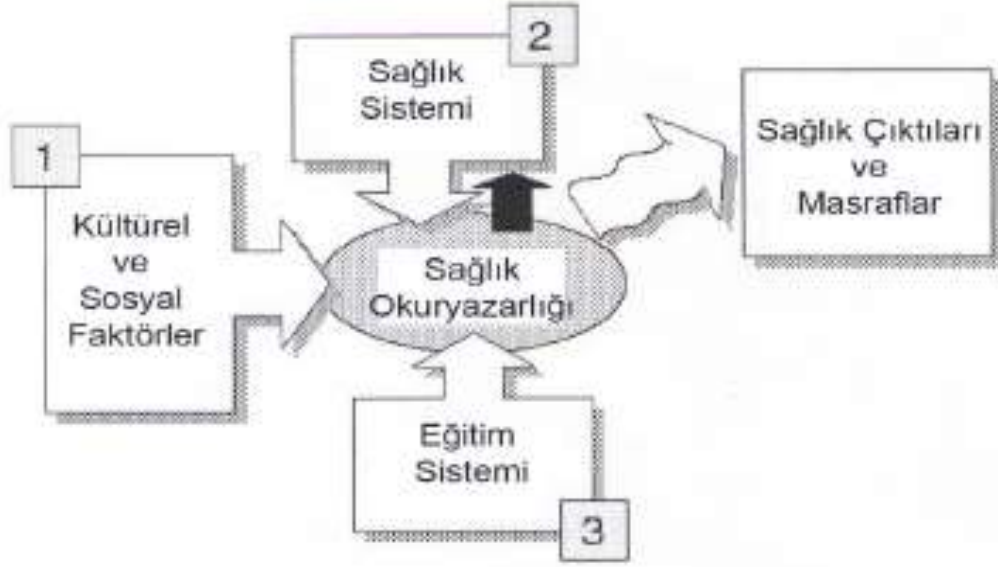 1
Kültürel
ve
Sosyal
Faktörler
2
Sağlık
Sistemi
Sağlık
Okuryazarlığı
Eğitim
Sistemi
3
Sağlık Çıktıları
ve
Masraflar